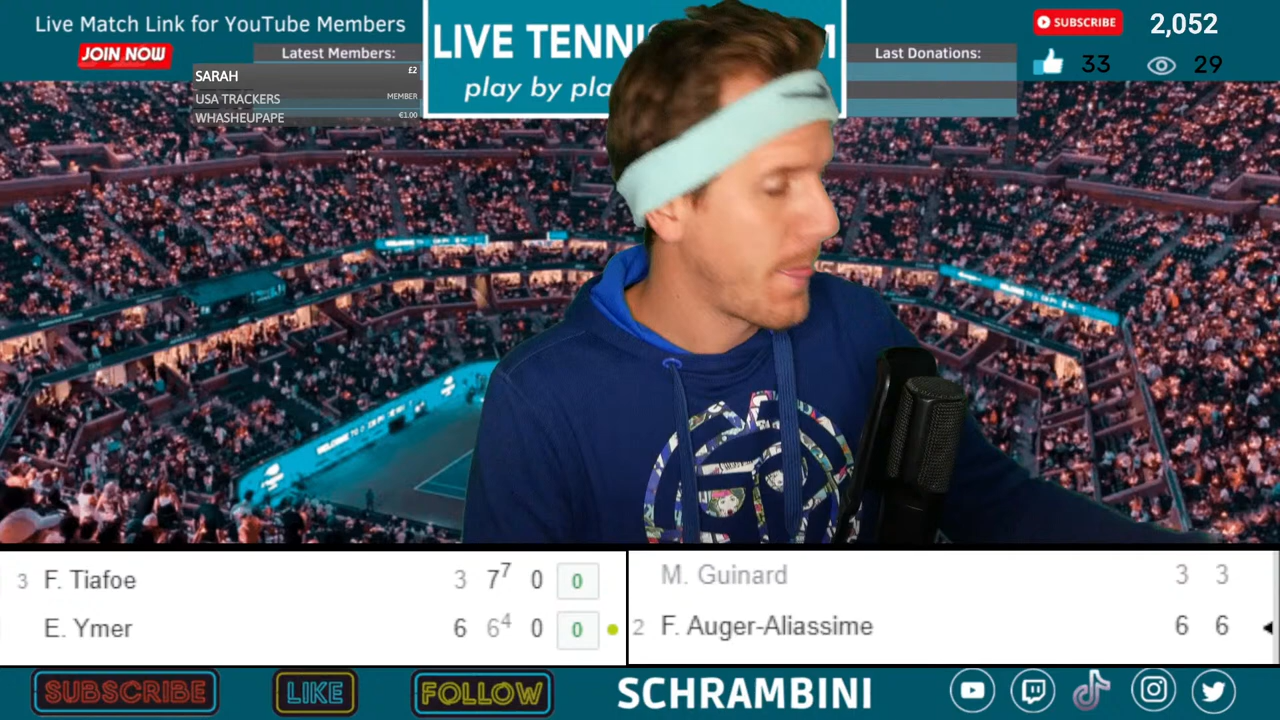 Live Match Link for YouTube Members
JOIN NOW
Latest Members:
SARAH £2
USA TRACKERS MEMBER
WHASHEUPAPE €1.00
LIVE TENNIS
play by pla
Last Donations:
SUBSCRIBE 2,052
33 29
3 F. Tiafoe 3 7⁷ 0 0
E. Ymer 6 6⁴ 0 0
M. Guinard 3 3
2 F. Auger-Aliassime 6 6
SUBSCRIBE LIKE FOLLOW SCHRAMBINI